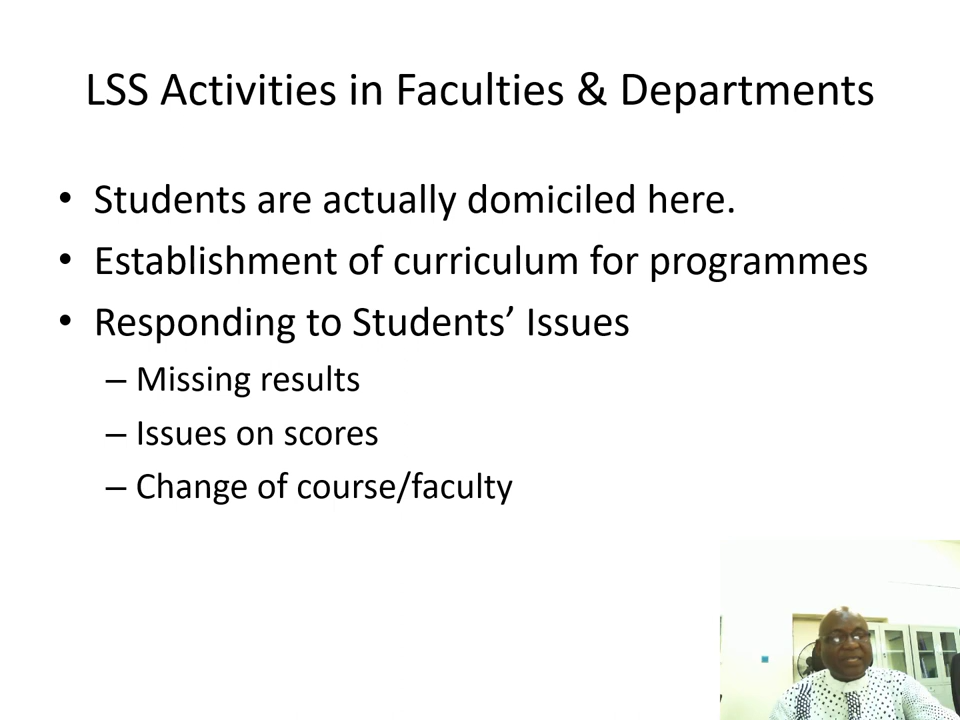 LSS Activities in Faculties & Departments
• Students are actually domiciled here.
• Establishment of curriculum for programmes
• Responding to Students’ Issues
– Missing results
– Issues on scores
– Change of course/faculty